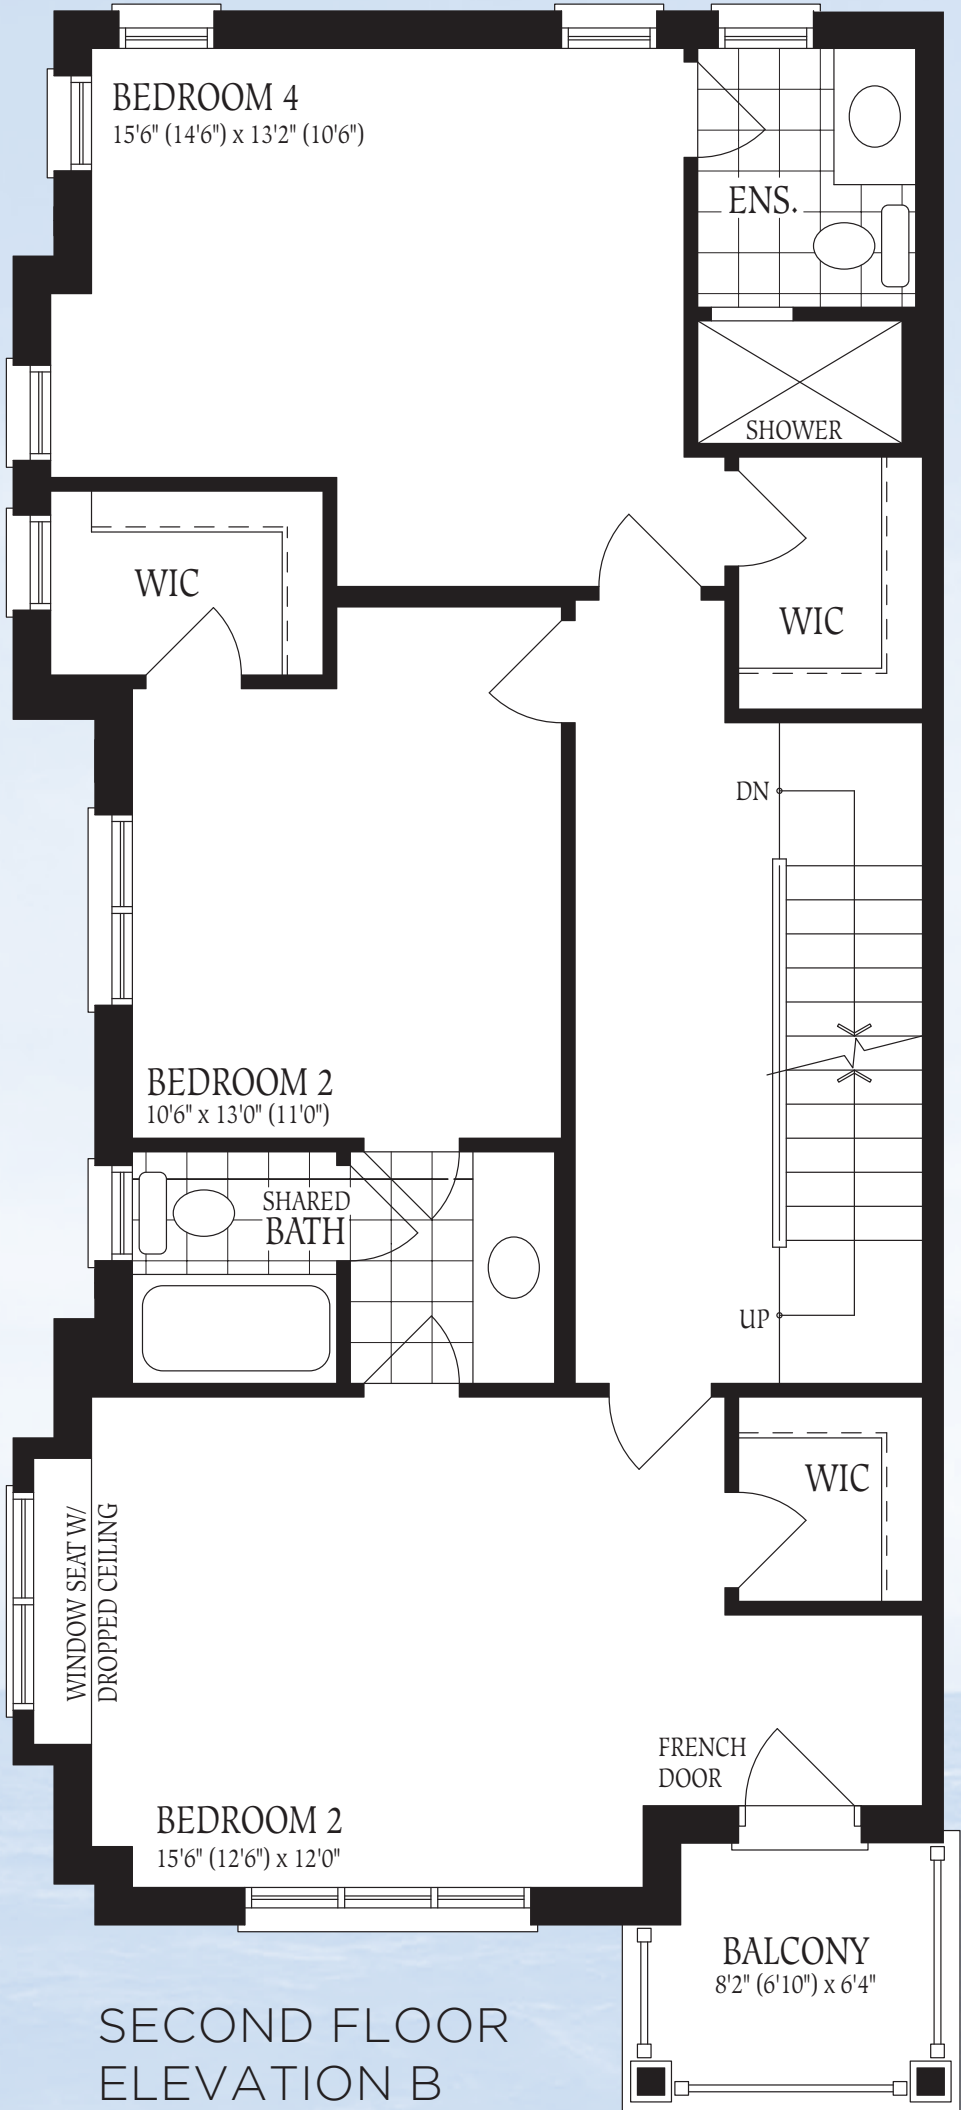 BEDROOM 4
15'6" (14'6") x 13'2" (10'6")
ENS.
SHOWER
WIC
WIC
DN
BEDROOM 2
10'6" x 13'0" (11'0")
SHARED
BATH
UP
WIC
WINDOW SEAT W/
DROPPED CEILING
FRENCH
DOOR
BEDROOM 2
15'6" (12'6") x 12'0"
BALCONY
8'2" (6'10") x 6'4"
SECOND FLOOR
ELEVATION B